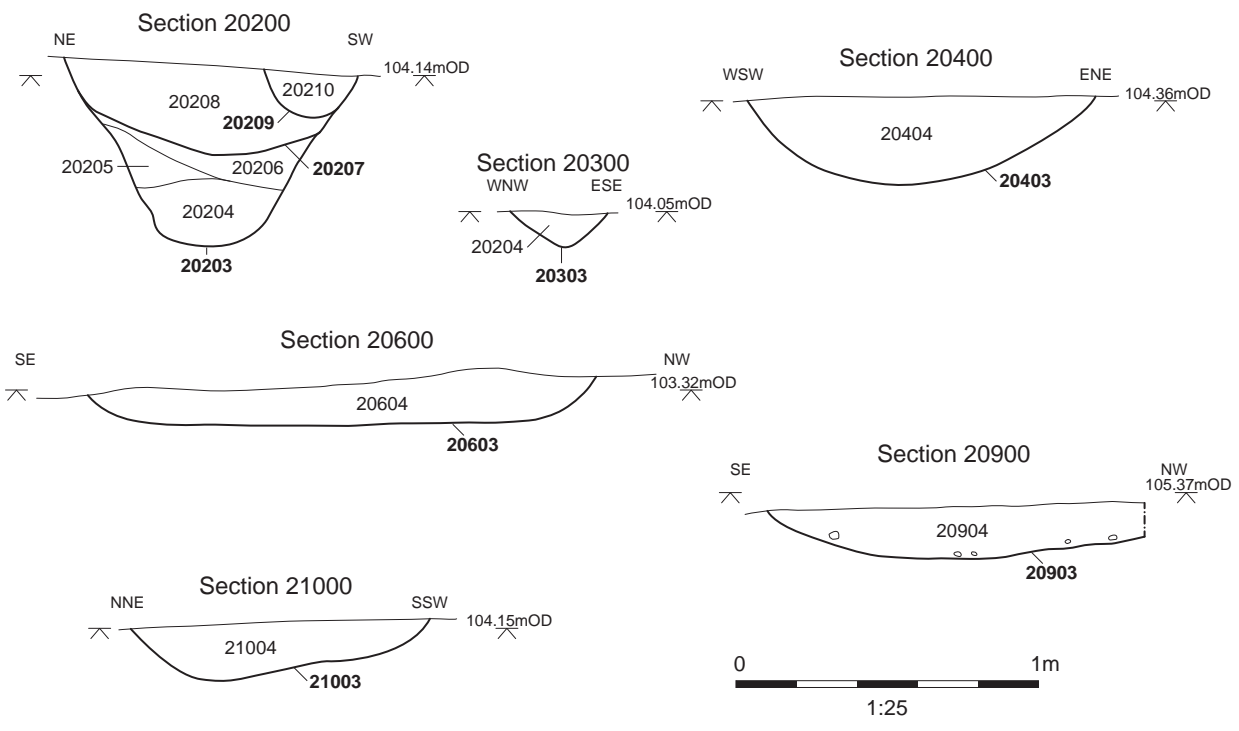 Section 20200
NE
SW
104.14mOD
20210
20208
20209
20205
20206
20207
20204
20203
Section 20300
WNW
ESE
104.05mOD
20204
20303
Section 20400
WSW
ENE
104.36mOD
20404
20403
Section 20600
SE
NW
103.32mOD
20604
20603
Section 20900
SE
NW
105.37mOD
20904
20903
Section 21000
NNE
SSW
104.15mOD
21004
21003
0
1m
1:25